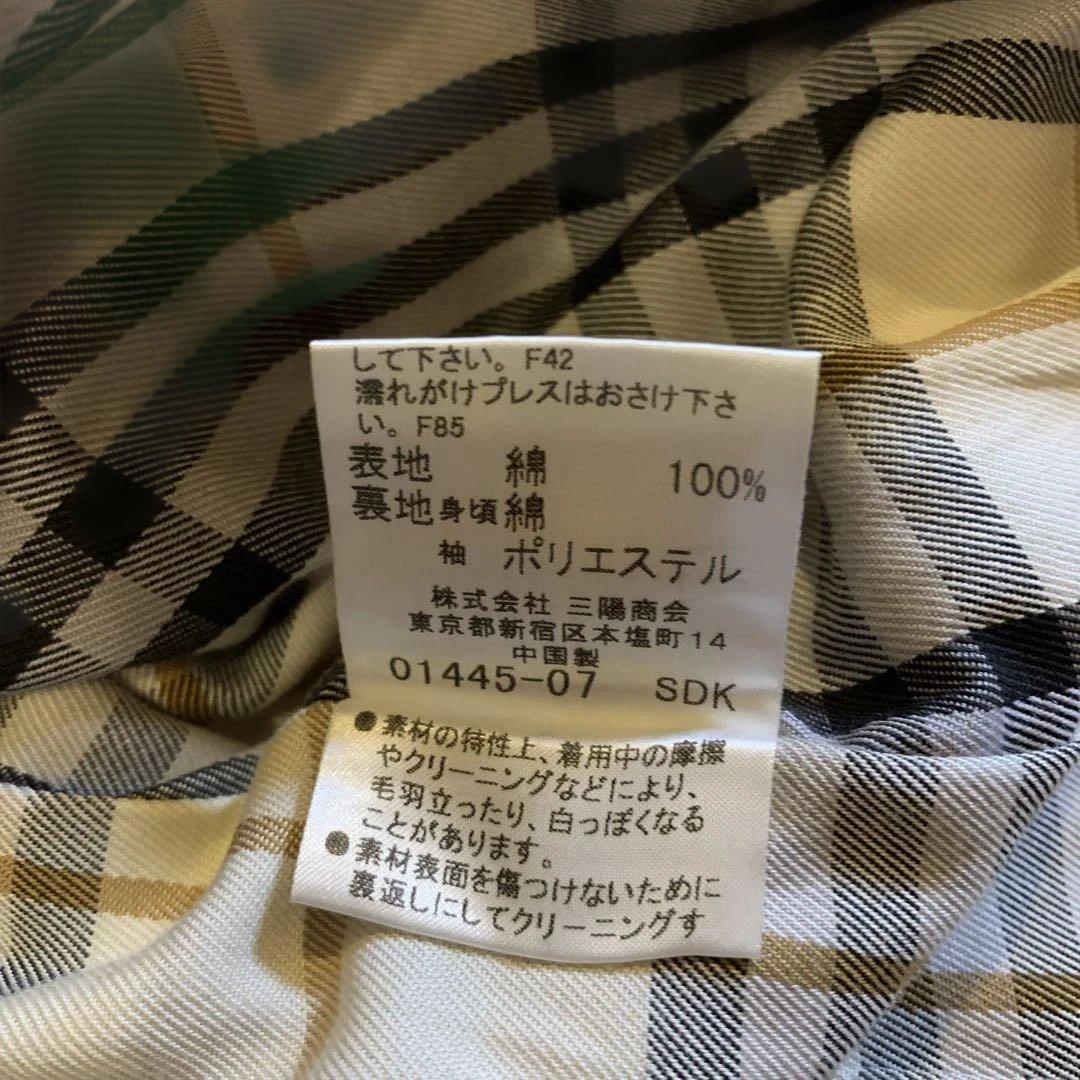 して下さい。F42
濡れがけプレスはおさけ下さ
い。F85
表地 綿 100%
裏地身頃綿
袖 ポリエステル
株式会社 三陽商会
東京都新宿区本塩町14
中国製
01445-07 SDK
●素材の特性上、着用中の摩擦
やクリーニングなどにより、
毛羽立ったり、白っぽくなる
ことがあります。
●素材表面を傷つけないために
裏返しにしてクリーニングす